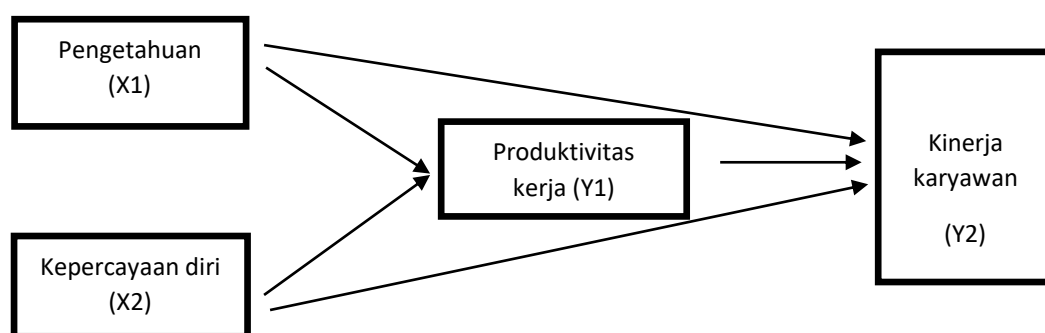 Pengetahuan
(X1)
Produktivitas
kerja (Y1)
Kinerja
karyawan
(Y2)
Kepercayaan diri
(X2)